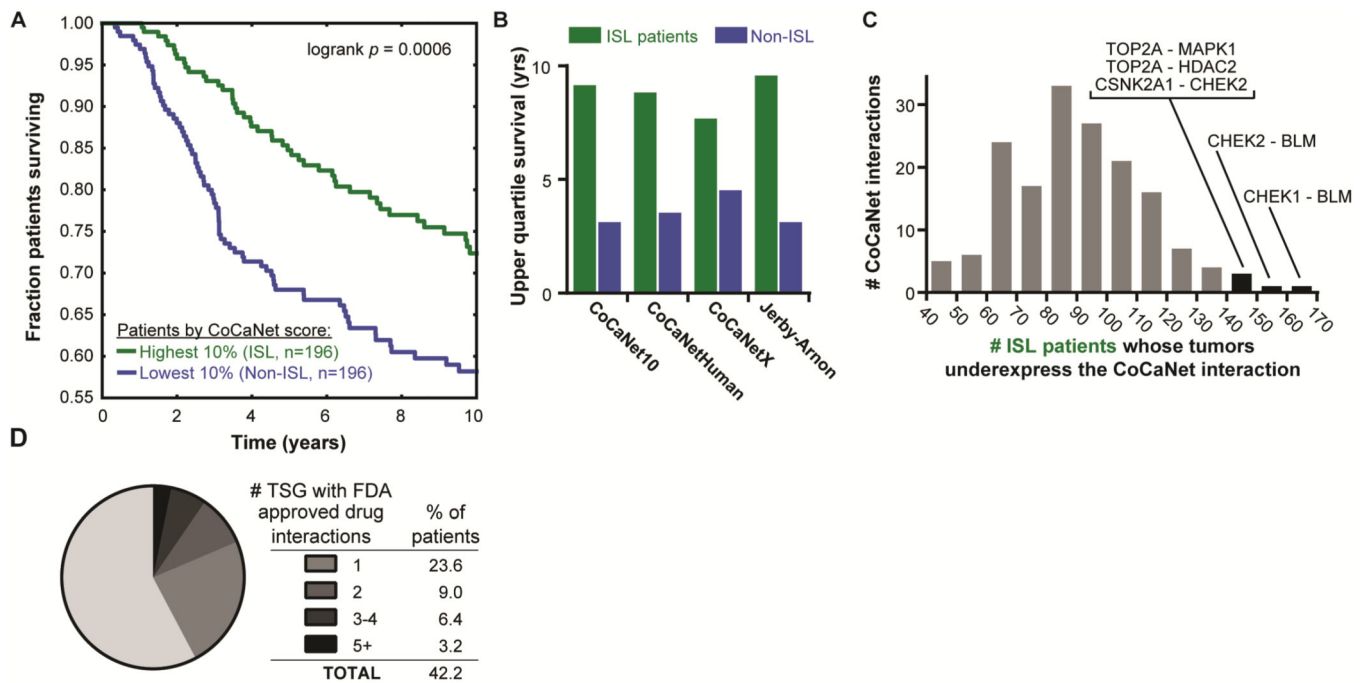 A
1.00
0.95
0.90
0.85
0.80
0.75
0.70
0.65
0.60
0.55
Fraction patients surviving
logrank p = 0.0006
Patients by CoCaNet score:
Highest 10% (ISL, n=196)
Lowest 10% (Non-ISL, n=196)
0 2 4 6 8 10
Time (years)
B
ISL patients Non-ISL
Upper quartile survival (yrs)
10
5
0
CoCaNet10
CoCaNetHuman
CoCaNetX
Jerby-Arnon
C
TOP2A - MAPK1
TOP2A - HDAC2
CSNK2A1 - CHEK2
CHEK2 - BLM
CHEK1 - BLM
# CoCaNet interactions
30
20
10
0
40 50 60 70 80 90 100 110 120 130 140 150 160 170
# ISL patients whose tumors
underexpress the CoCaNet interaction
D
# TSG with FDA
approved drug
interactions
% of
patients
1 23.6
2 9.0
3-4 6.4
5+ 3.2
TOTAL 42.2